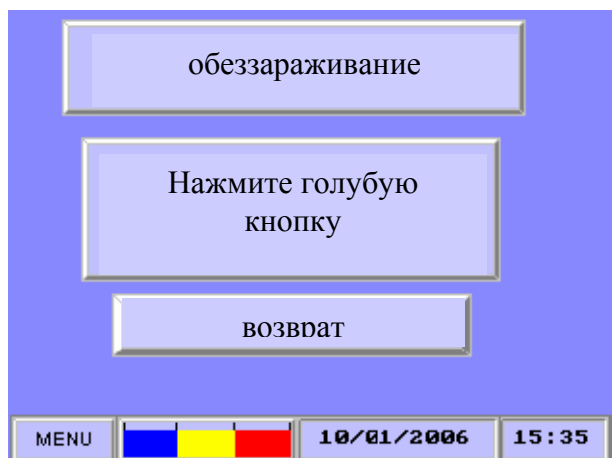 обеззараживание
Нажмите голубую
кнопку
возврат
MENU 10/01/2006 15:35